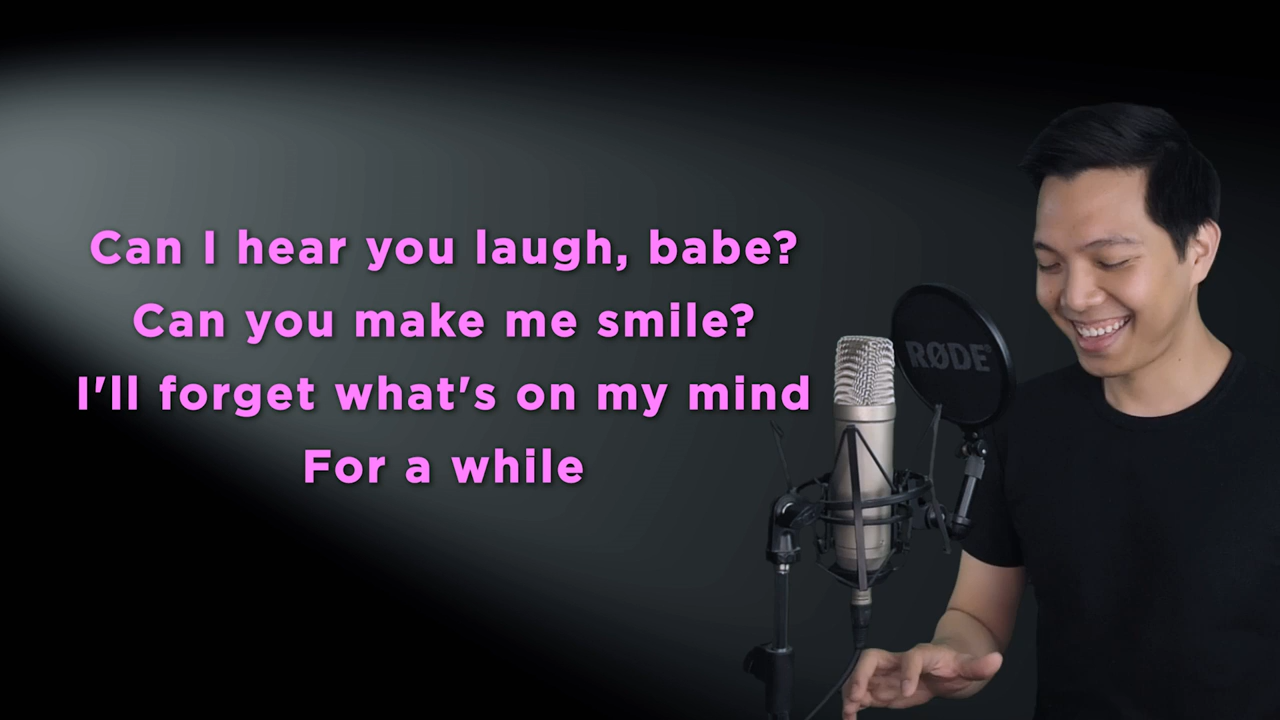 Can I hear you laugh, babe?
Can you make me smile?
I'll forget what's on my mind
For a while
RØDE®